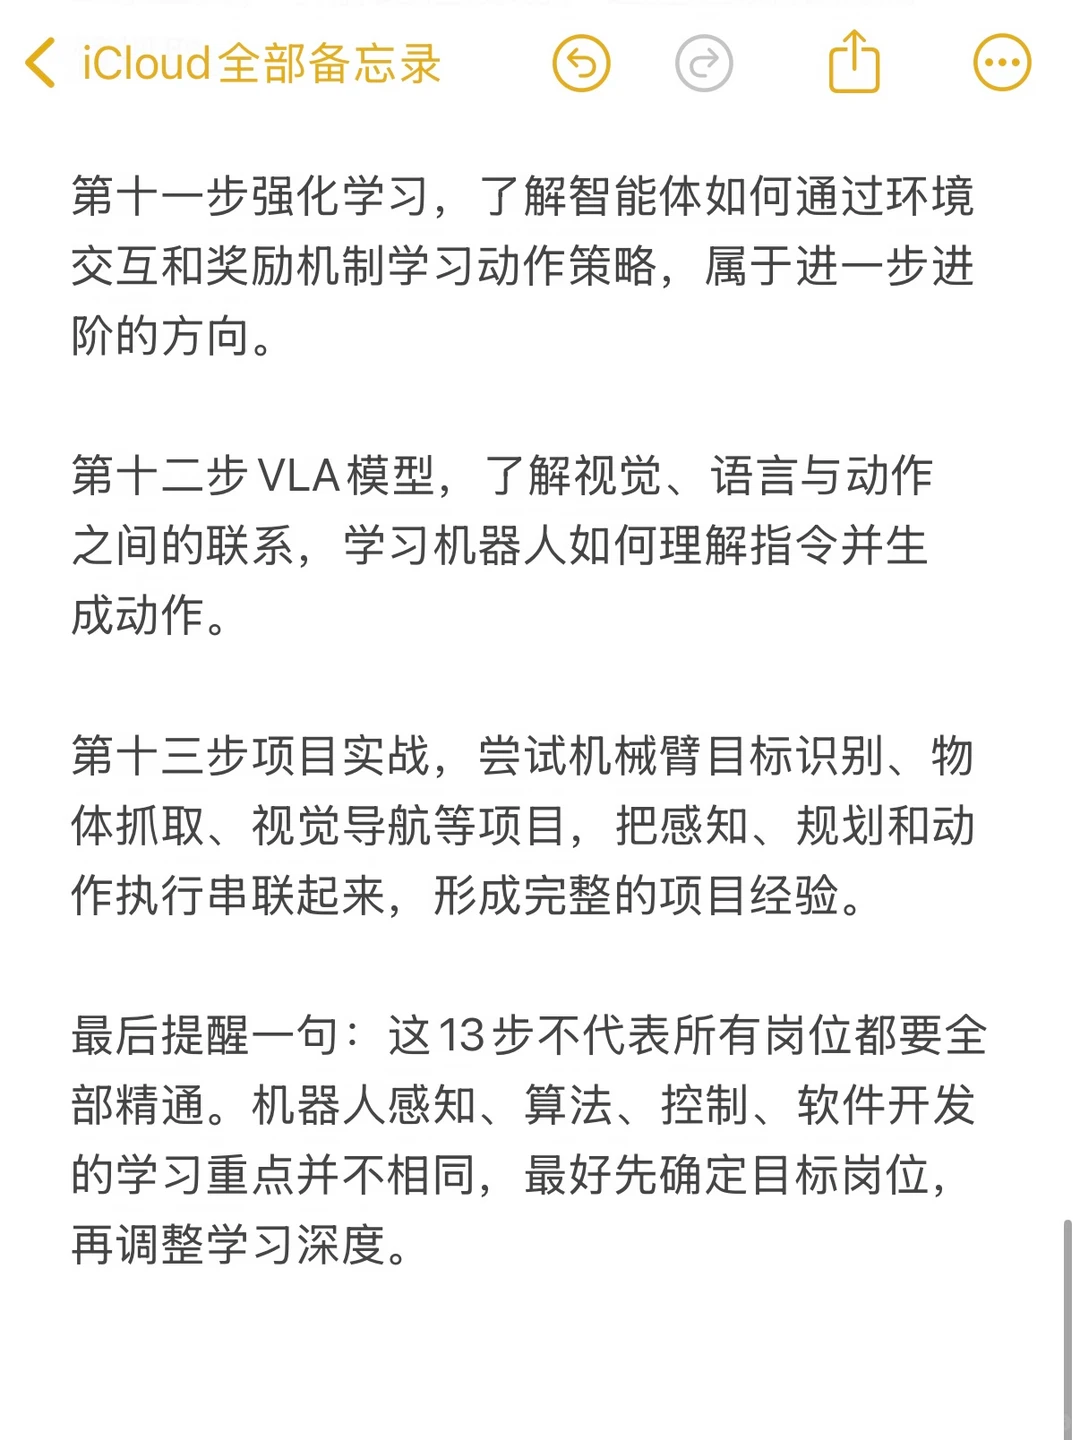 iCloud全部备忘录
第十一步强化学习，了解智能体如何通过环境
交互和奖励机制学习动作策略，属于进一步进
阶的方向。
第十二步VLA模型，了解视觉、语言与动作
之间的联系，学习机器人如何理解指令并生
成动作。
第十三步项目实战，尝试机械臂目标识别、物
体抓取、视觉导航等项目，把感知、规划和动
作执行串联起来，形成完整的项目经验。
最后提醒一句：这13步不代表所有岗位都要全
部精通。机器人感知、算法、控制、软件开发
的学习重点并不相同，最好先确定目标岗位，
再调整学习深度。